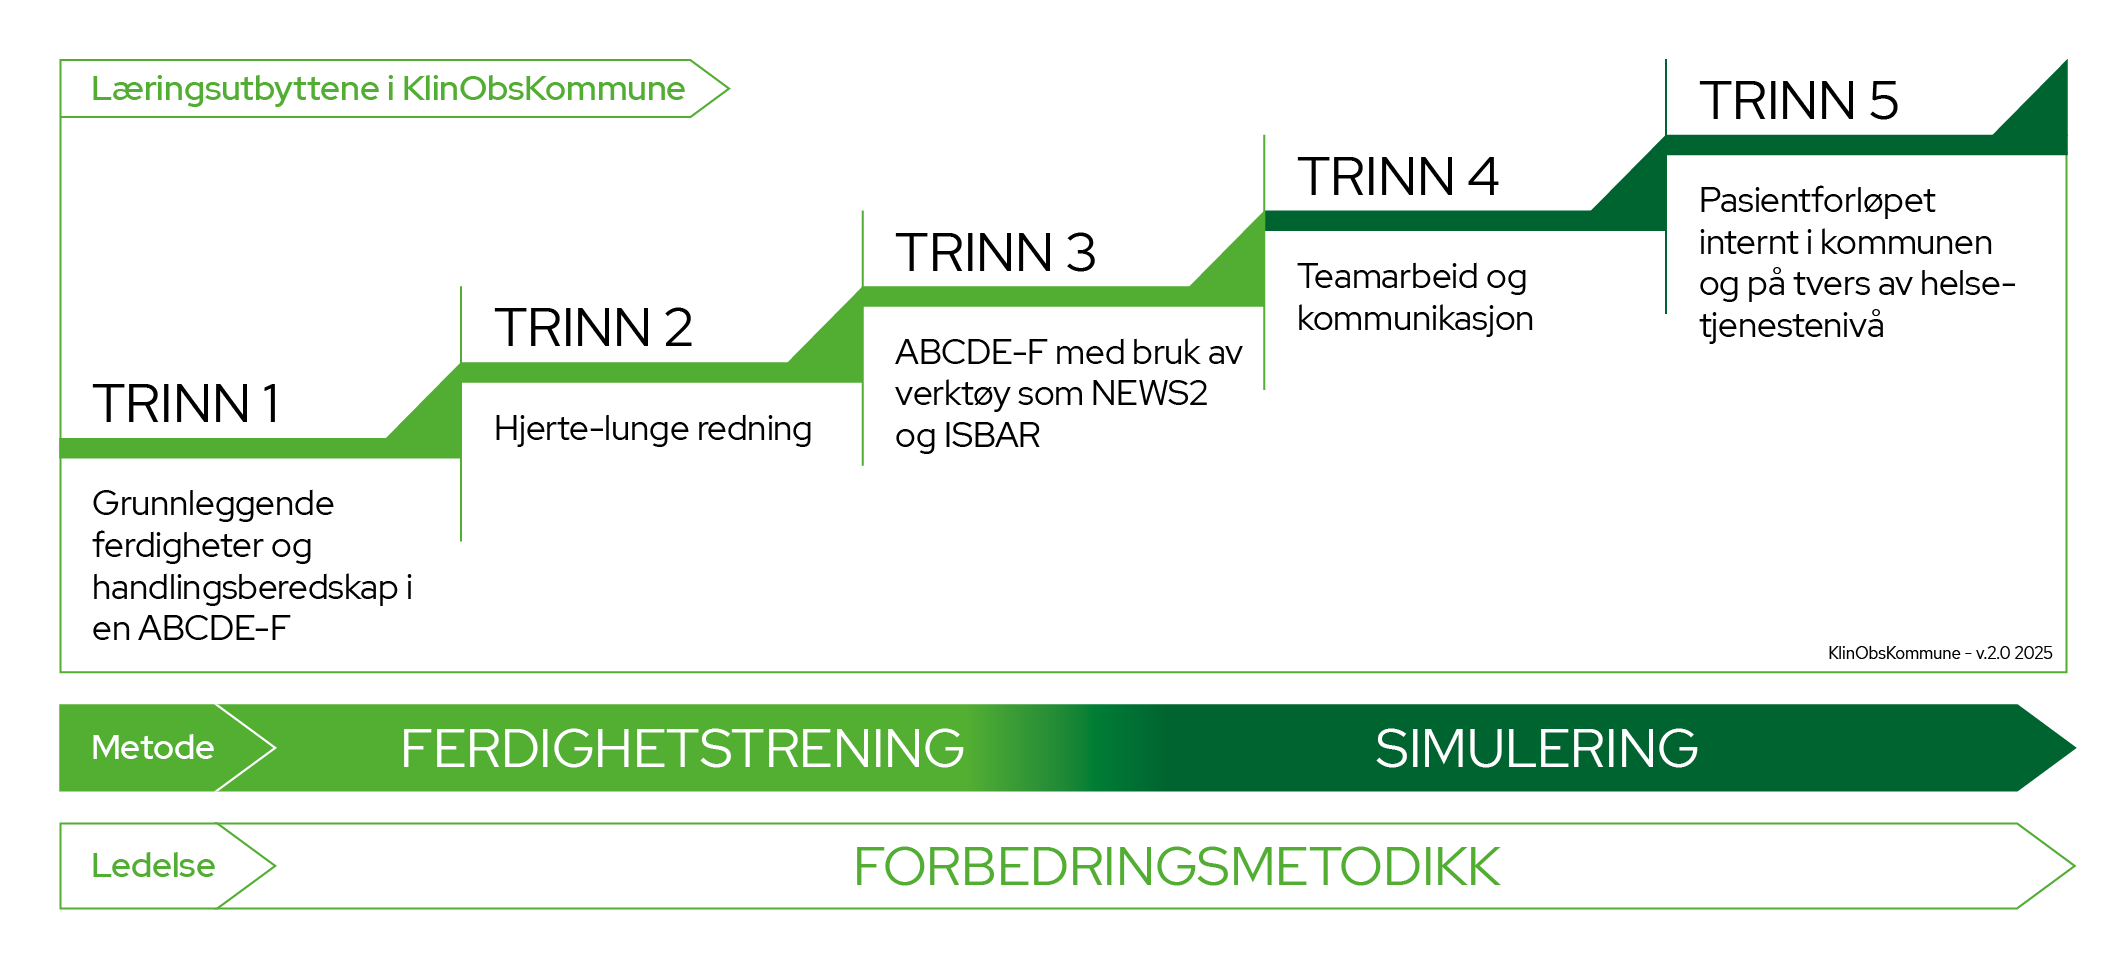 Læringsutbyttene i KlinObsKommune
TRINN 1
Grunnleggende
ferdigheter og
handlingsberedskap i
en ABCDE-F
TRINN 2
Hjerte-lunge redning
TRINN 3
ABCDE-F med bruk av
verktøy som NEWS2
og ISBAR
TRINN 4
Teamarbeid og
kommunikasjon
TRINN 5
Pasientforløpet
internt i kommunen
og på tvers av helse-
tjenestenivå
KlinObsKommune - v.2.0 2025
Metode
FERDIGHETSTRENING
SIMULERING
Ledelse
FORBEDRINGSMETODIKK